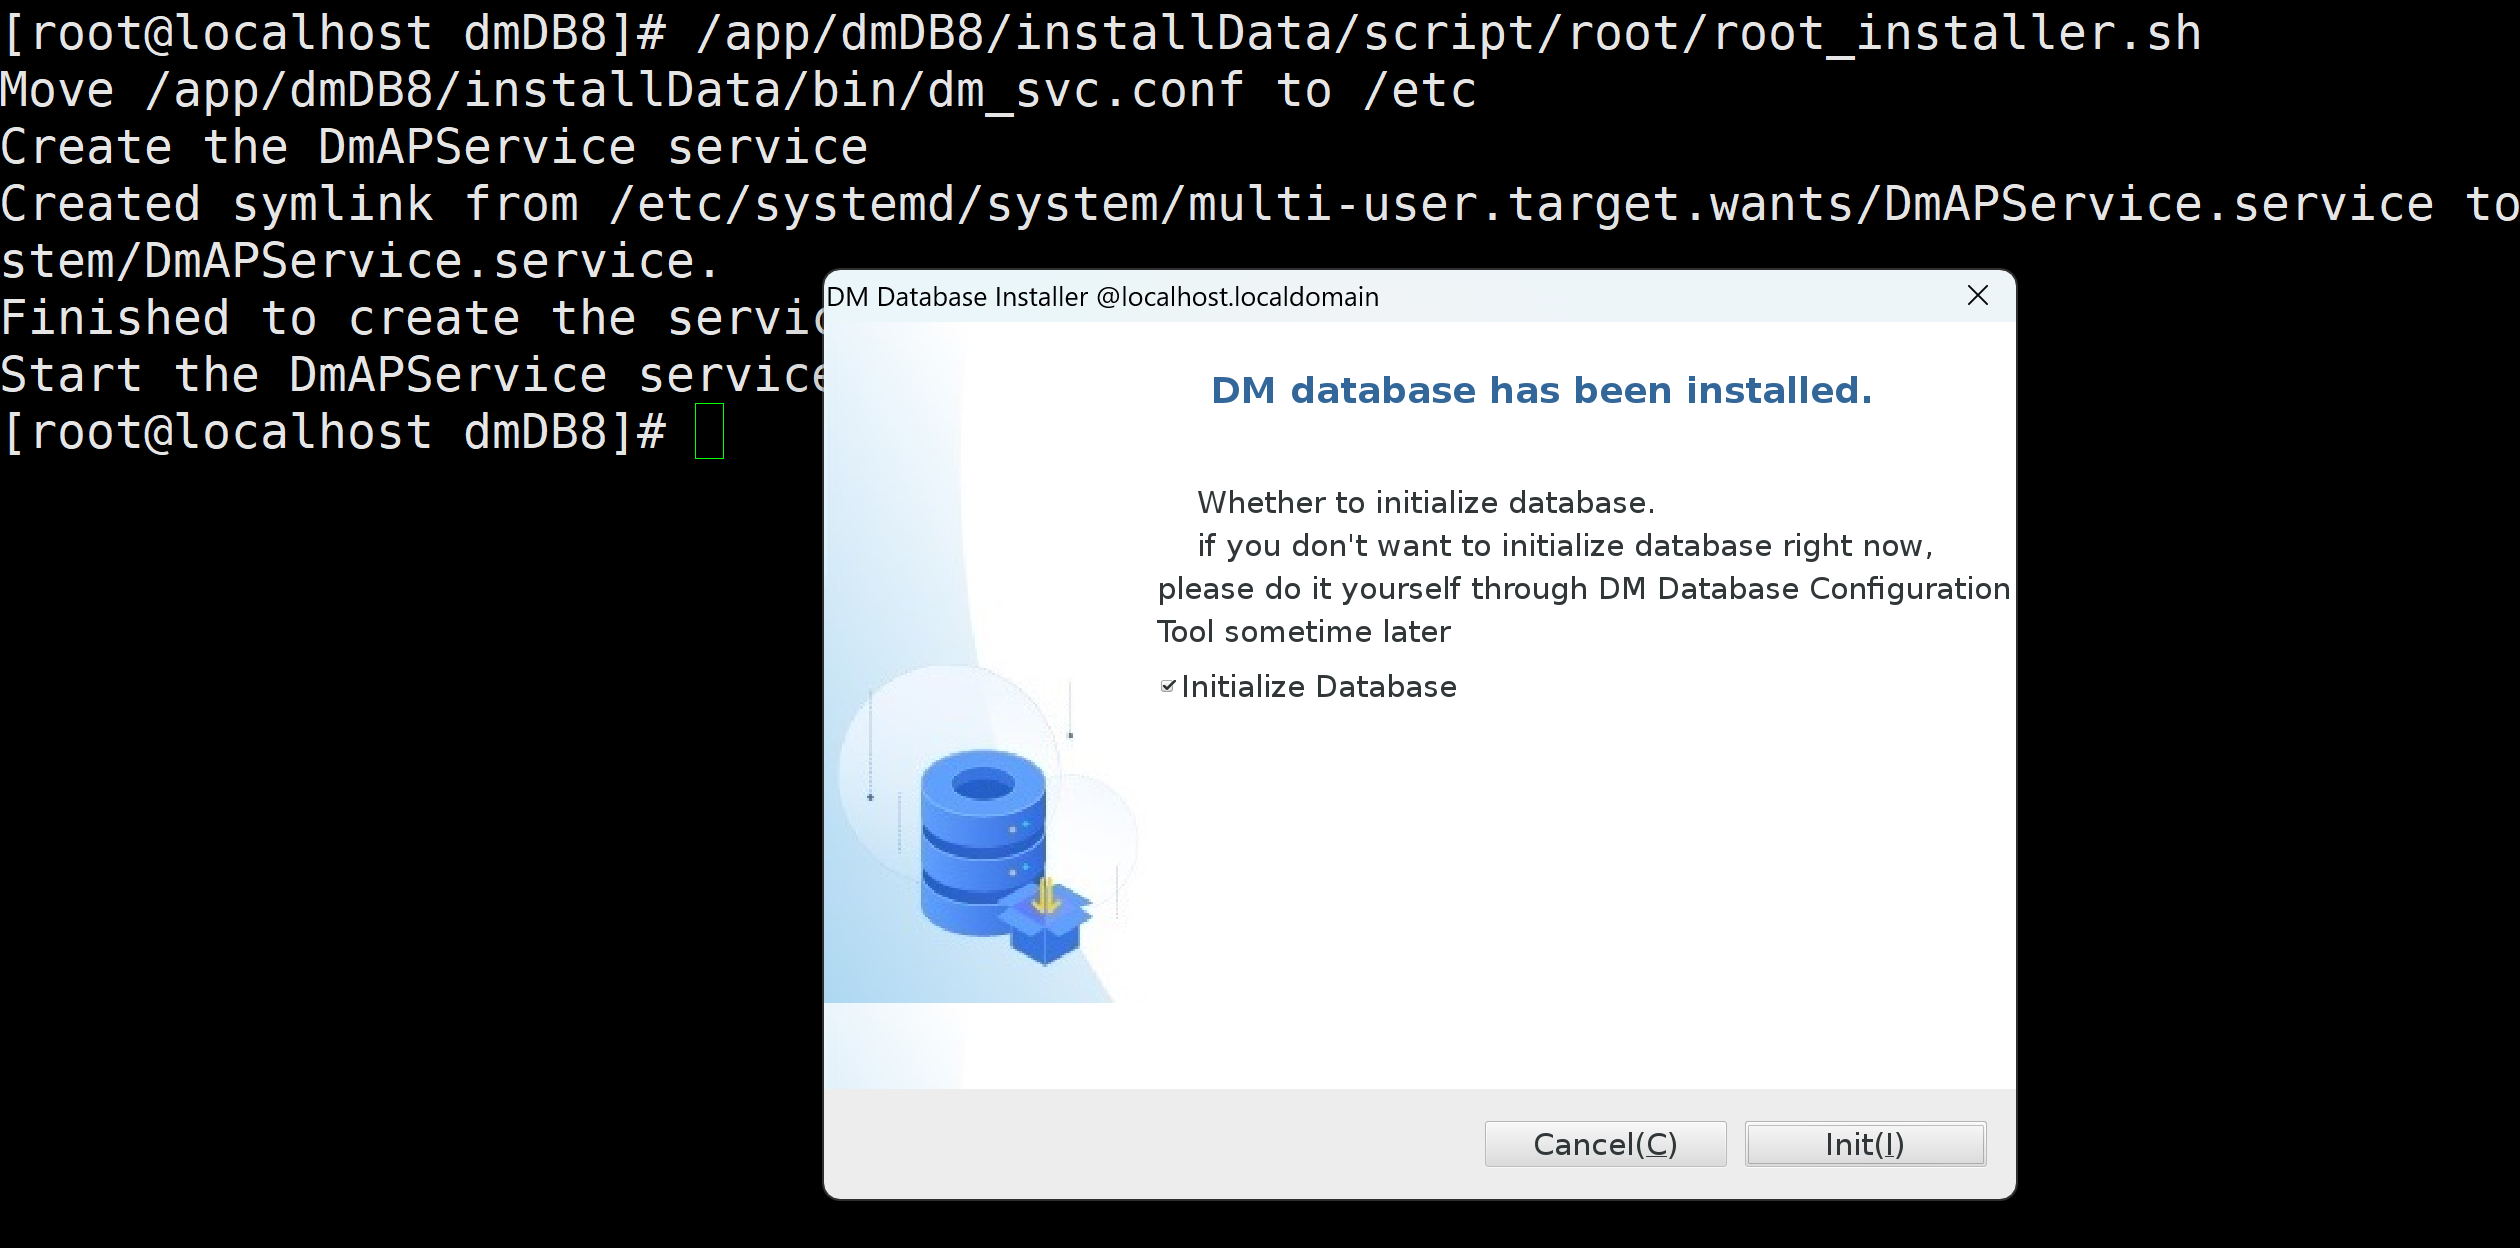 [root@localhost dmDB8]# /app/dmDB8/installData/script/root/root_installer.sh
Move /app/dmDB8/installData/bin/dm_svc.conf to /etc
Create the DmAPService service
Created symlink from /etc/systemd/system/multi-user.target.wants/DmAPService.service to
stem/DmAPService.service.
Finished to create the servic
Start the DmAPService service
[root@localhost dmDB8]#
DM Database Installer @localhost.localdomain
DM database has been installed.
Whether to initialize database.
if you don't want to initialize database right now,
please do it yourself through DM Database Configuration
Tool sometime later
Initialize Database
Cancel(C)
Init(I)